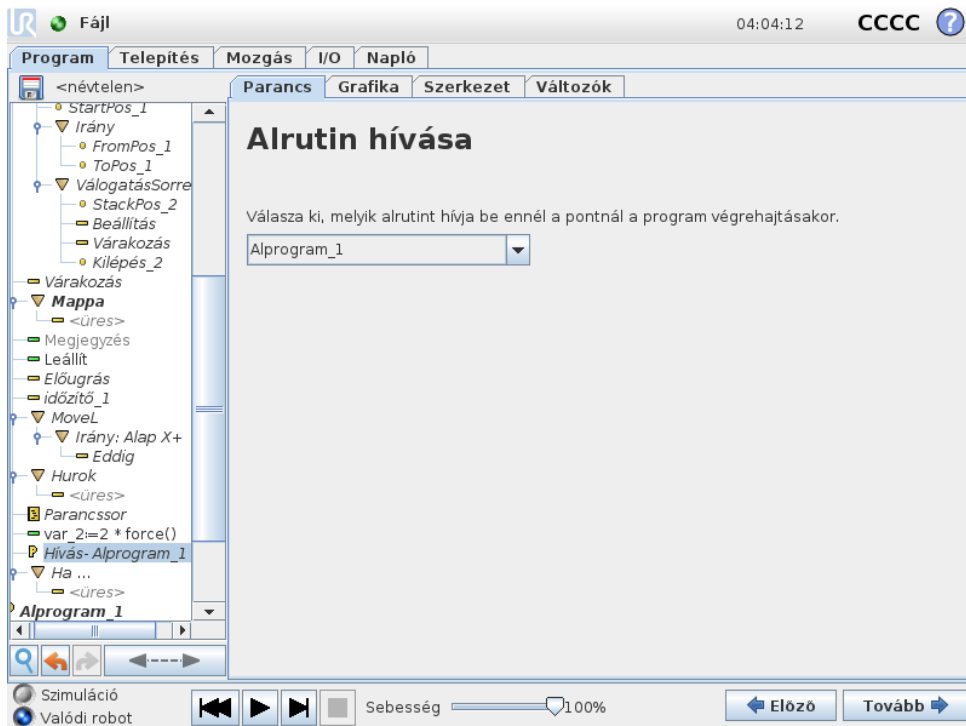 UR Fájl 04:04:12 CCCC ?
Program Telepítés Mozgás I/O Napló
<névtelen> Parancs Grafika Szerkezet Változók
StartPos_1
Irány
FromPos_1
ToPos_1
VálogatásSorre
StackPos_2
Beállítás
Várakozás
Kilépés_2
Várakozás
Mappa
<üres>
Megjegyzés
Leállít
Előugrás
időzítő_1
MoveL
Irány: Alap X+
Eddig
Hurok
<üres>
Parancssor
var_2≔2 * force()
Hívás- Alprogram_1
Ha ...
<üres>
Alprogram_1
Alrutin hívása
Válasza ki, melyik alrutint hívja be ennél a pontnál a program végrehajtásakor.
Alprogram_1
Szimuláció
Valódi robot
Sebesség 100%
Előző
Tovább